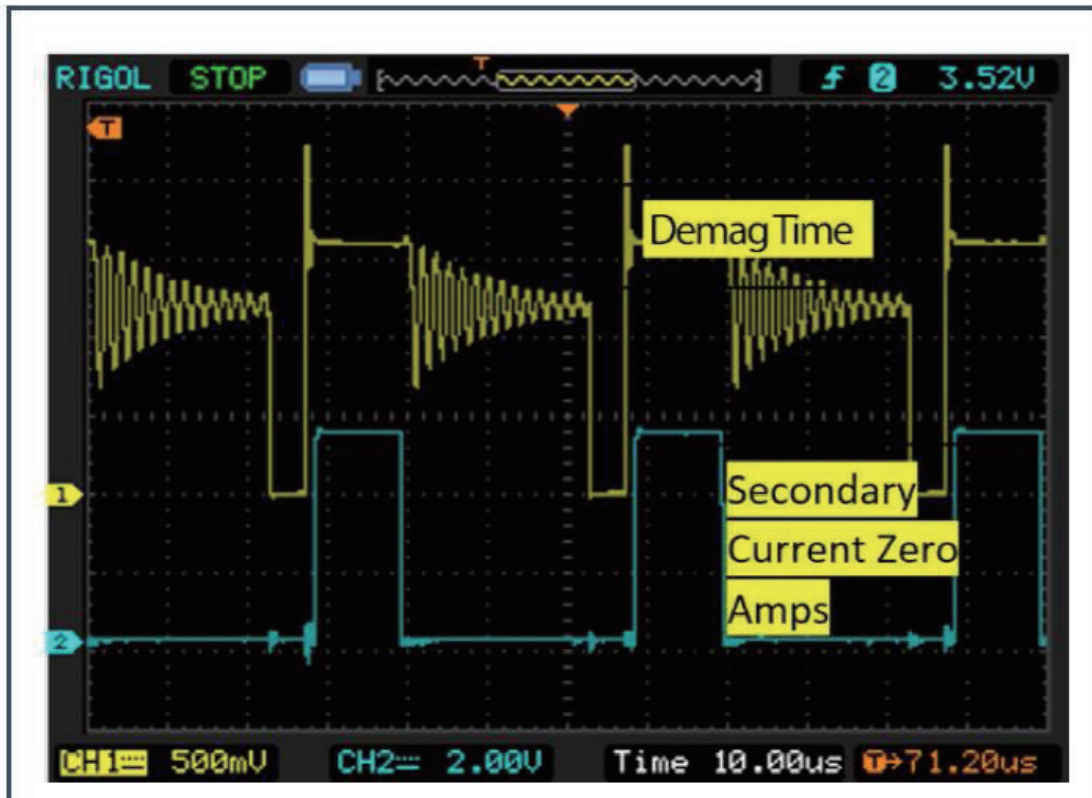 RIGOL STOP T 2 3.52V
T
Demag Time
1
Secondary
Current Zero
Amps
2
CH1 500mV CH2 2.00V Time 10.00us T→71.20us